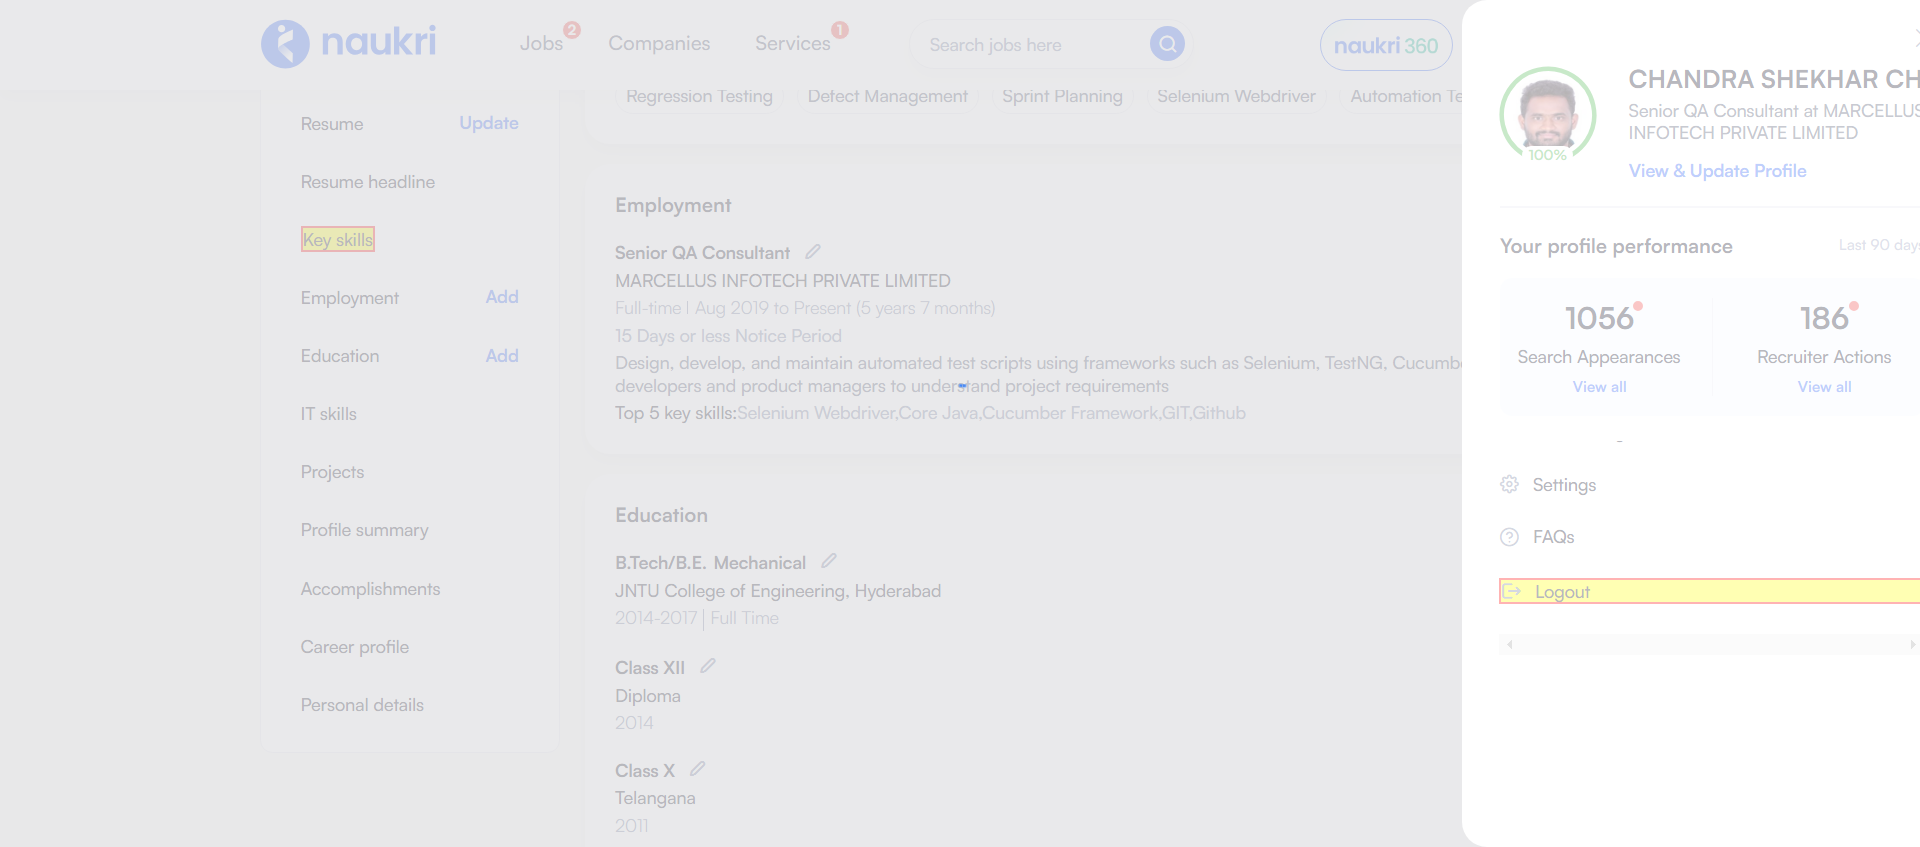 naukri
Jobs
2
Companies
Services
1
Search jobs here
naukri 360
Regression Testing
Defect Management
Sprint Planning
Selenium Webdriver
Automation Te
Resume
Update
Resume headline
Key skills
Employment
Add
Education
Add
IT skills
Projects
Profile summary
Accomplishments
Career profile
Personal details
Employment
Senior QA Consultant
MARCELLUS INFOTECH PRIVATE LIMITED
Full-time | Aug 2019 to Present (5 years 7 months)
15 Days or less Notice Period
Design, develop, and maintain automated test scripts using frameworks such as Selenium, TestNG, Cucumbe
developers and product managers to understand project requirements
Top 5 key skills:Selenium Webdriver,Core Java,Cucumber Framework,GIT,Github
Education
B.Tech/B.E. Mechanical
JNTU College of Engineering, Hyderabad
2014-2017 | Full Time
Class XII
Diploma
2014
Class X
Telangana
2011
100%
CHANDRA SHEKHAR CH
Senior QA Consultant at MARCELLUS
INFOTECH PRIVATE LIMITED
View & Update Profile
Your profile performance
Last 90 days
1056
Search Appearances
View all
186
Recruiter Actions
View all
Settings
FAQs
Logout